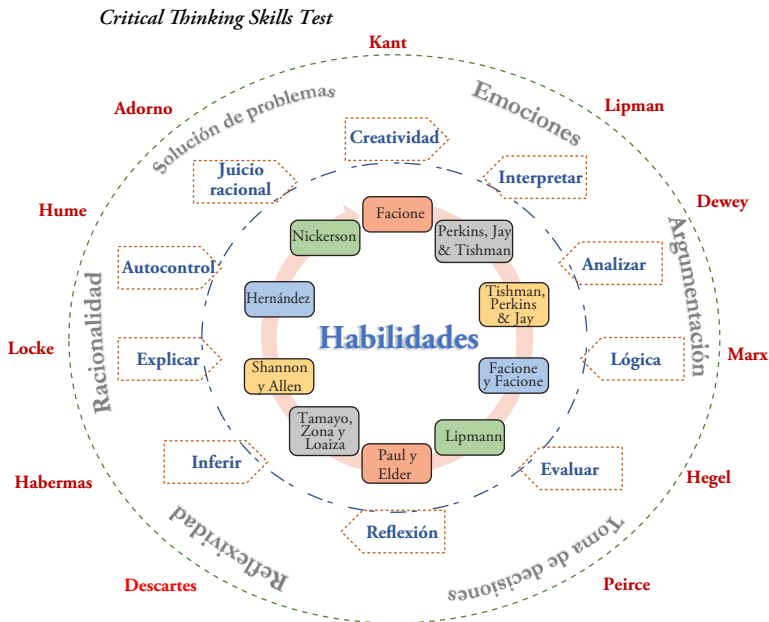 Critical Thinking Skills Test
Kant
Adorno
Lipman
Solución de problemas
Emociones
Creatividad
Juicio
racional
Interpretar
Hume
Dewey
Facione
Nickerson
Perkins, Jay
& Tishman
Argumentación
Autocontrol
Analizar
Hernández
Tishman,
Perkins
& Jay
Racionalidad
Habilidades
Locke
Explicar
Lógica
Marx
Shannon
y Allen
Facione
y Facione
Tamayo,
Zona y
Loaiza
Lipmann
Paul y
Elder
Inferir
Evaluar
Habermas
Hegel
Reflexión
Reflexividad
Toma de decisiones
Descartes
Peirce